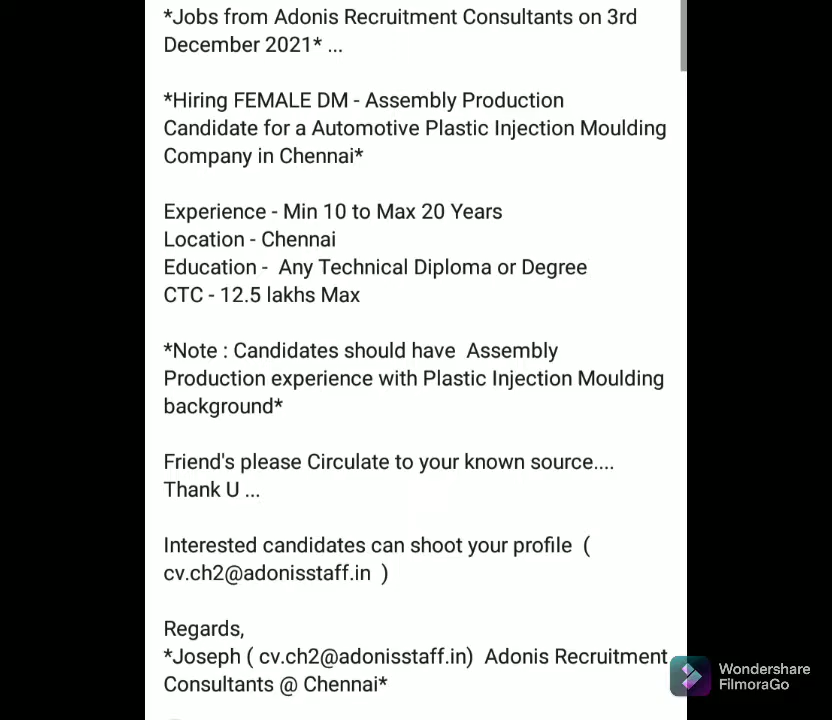 *Jobs from Adonis Recruitment Consultants on 3rd
December 2021* ...
*Hiring FEMALE DM - Assembly Production
Candidate for a Automotive Plastic Injection Moulding
Company in Chennai*
Experience - Min 10 to Max 20 Years
Location - Chennai
Education -  Any Technical Diploma or Degree
CTC - 12.5 lakhs Max
*Note : Candidates should have  Assembly
Production experience with Plastic Injection Moulding
background*
Friend's please Circulate to your known source....
Thank U ...
Interested candidates can shoot your profile  (
cv.ch2@adonisstaff.in  )
Regards,
*Joseph ( cv.ch2@adonisstaff.in)  Adonis Recruitment
Consultants @ Chennai*
Wondershare
FilmoraGo